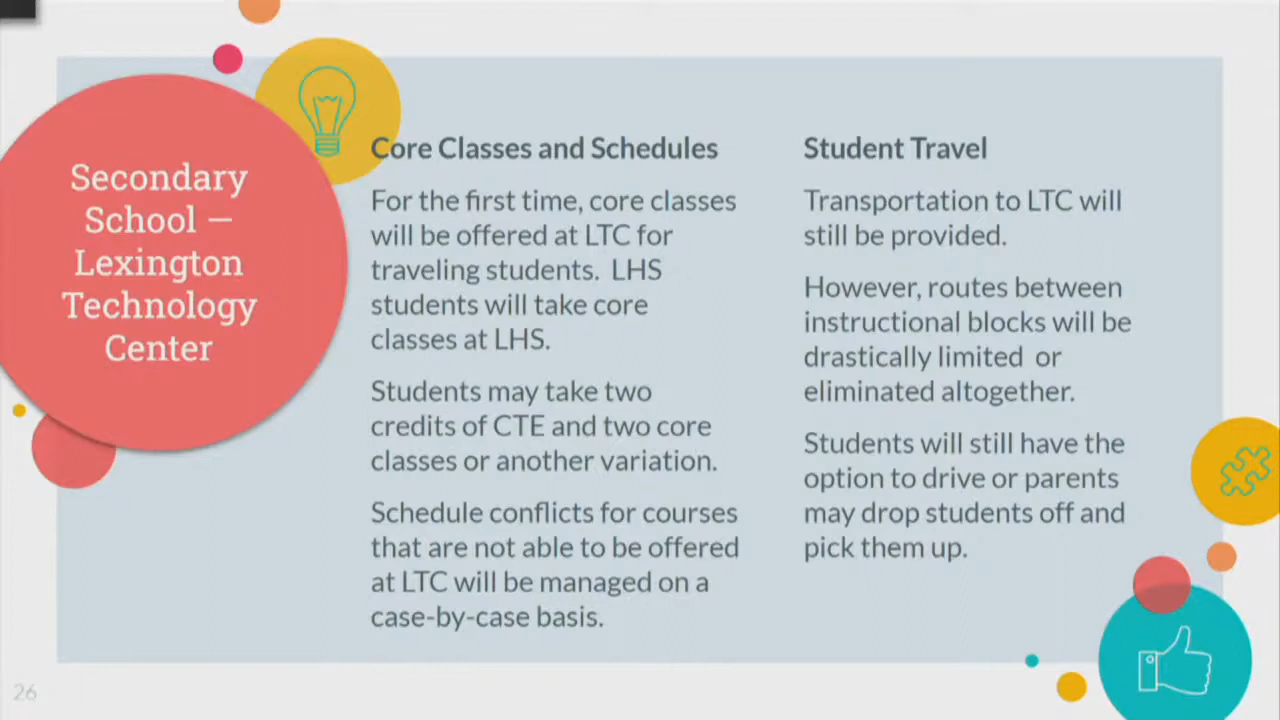 Secondary
School —
Lexington
Technology
Center
Core Classes and Schedules
For the first time, core classes
will be offered at LTC for
traveling students.  LHS
students will take core
classes at LHS.
Students may take two
credits of CTE and two core
classes or another variation.
Schedule conflicts for courses
that are not able to be offered
at LTC will be managed on a
case-by-case basis.
Student Travel
Transportation to LTC will
still be provided.
However, routes between
instructional blocks will be
drastically limited  or
eliminated altogether.
Students will still have the
option to drive or parents
may drop students off and
pick them up.
26